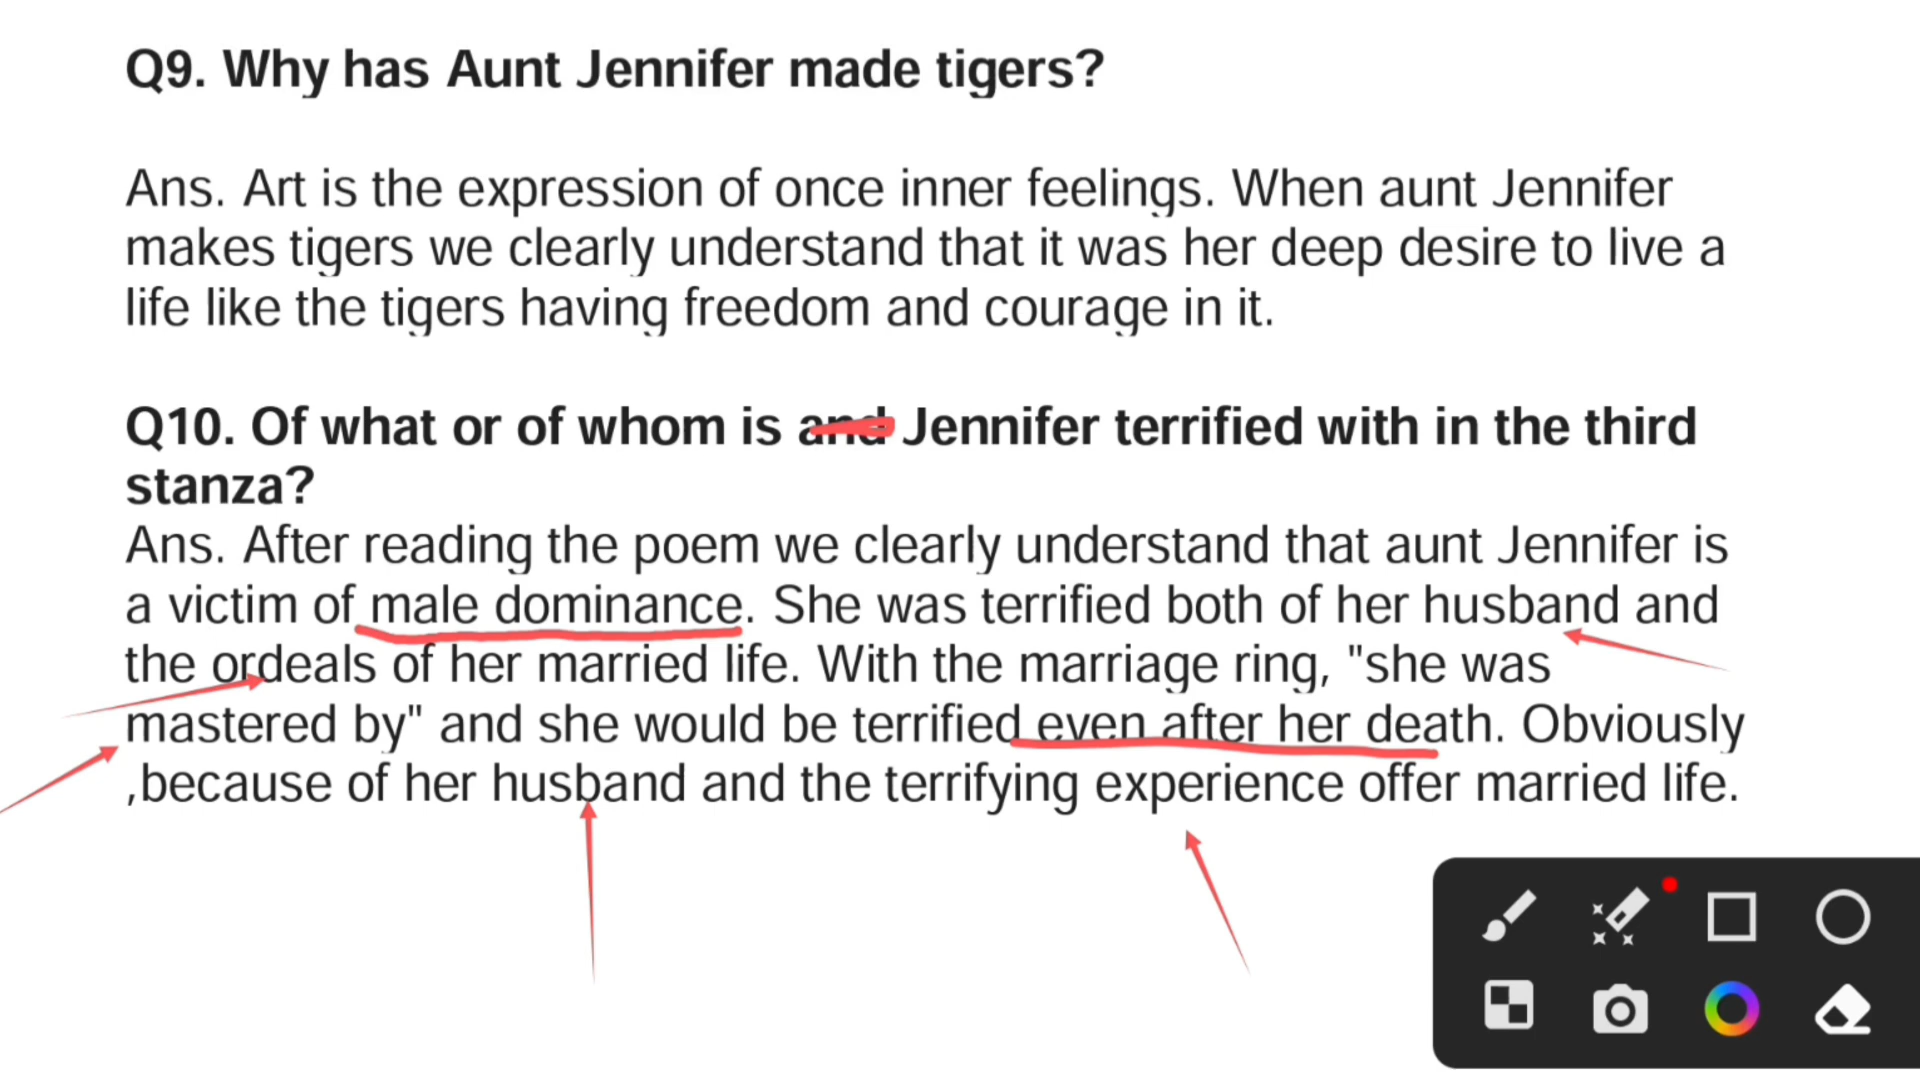 Q9. Why has Aunt Jennifer made tigers?
Ans. Art is the expression of once inner feelings. When aunt Jennifer
makes tigers we clearly understand that it was her deep desire to live a
life like the tigers having freedom and courage in it.
Q10. Of what or of whom is and Jennifer terrified with in the third
stanza?
Ans. After reading the poem we clearly understand that aunt Jennifer is
a victim of male dominance. She was terrified both of her husband and
the ordeals of her married life. With the marriage ring, "she was
mastered by" and she would be terrified even after her death. Obviously
,because of her husband and the terrifying experience offer married life.